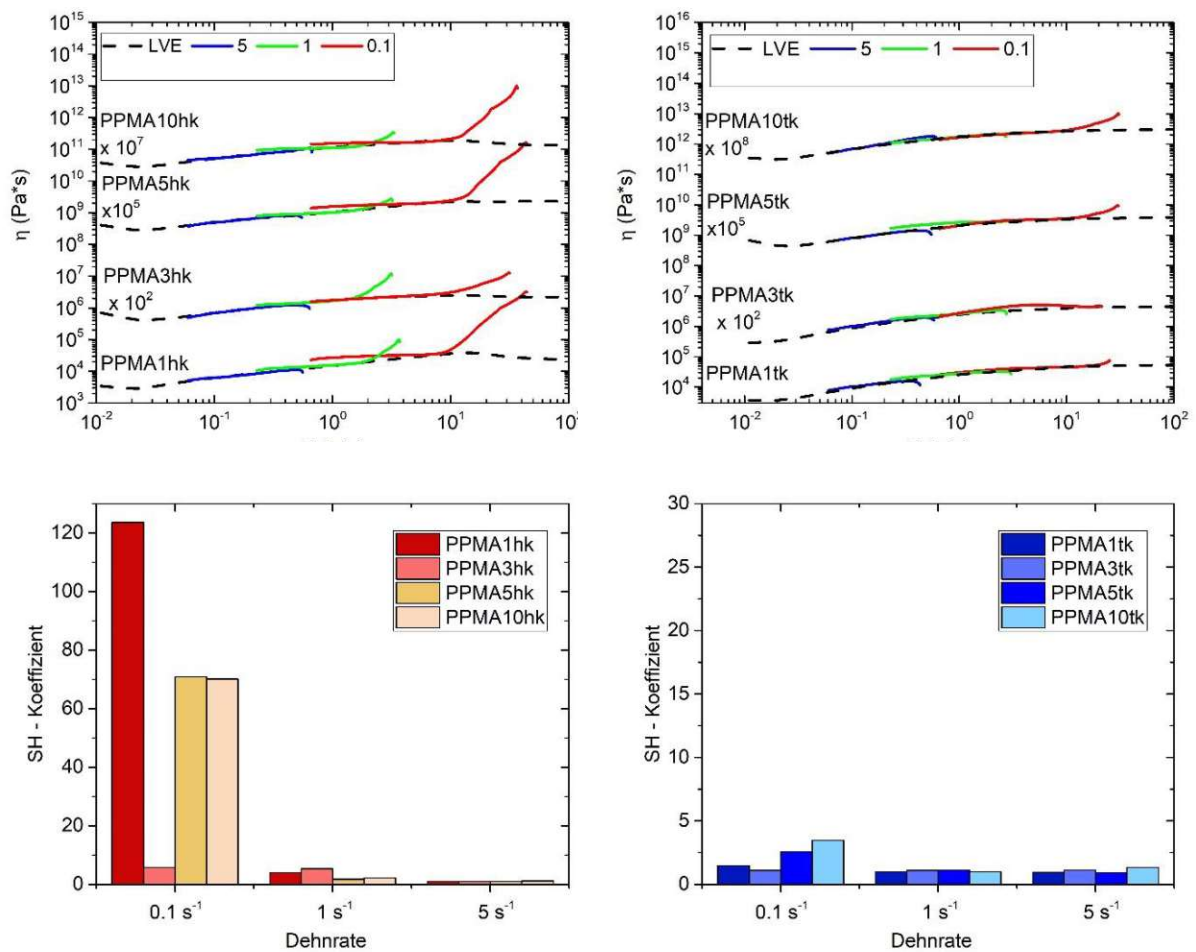 10^15
10^14
10^13
10^12
10^11
10^10
10^9
10^8
10^7
10^6
10^5
10^4
10^3
η (Pa*s)
LVE 5 1 0.1
PPMA10hk
x 10^7
PPMA5hk
x10^5
PPMA3hk
x 10^2
PPMA1hk
10^-2 10^-1 10^0 10^1
10^16
10^15
10^14
10^13
10^12
10^11
10^10
10^9
10^8
10^7
10^6
10^5
10^4
η (Pa*s)
LVE 5 1 0.1
PPMA10tk
x 10^8
PPMA5tk
x10^5
PPMA3tk
x 10^2
PPMA1tk
10^-2 10^-1 10^0 10^1 10^2
120
100
80
60
40
20
0
SH - Koeffizient
PPMA1hk
PPMA3hk
PPMA5hk
PPMA10hk
0.1 s^-1 1 s^-1 5 s^-1
Dehnrate
30
25
20
15
10
5
0
SH - Koeffizient
PPMA1tk
PPMA3tk
PPMA5tk
PPMA10tk
0.1 s^-1 1 s^-1 5 s^-1
Dehnrate